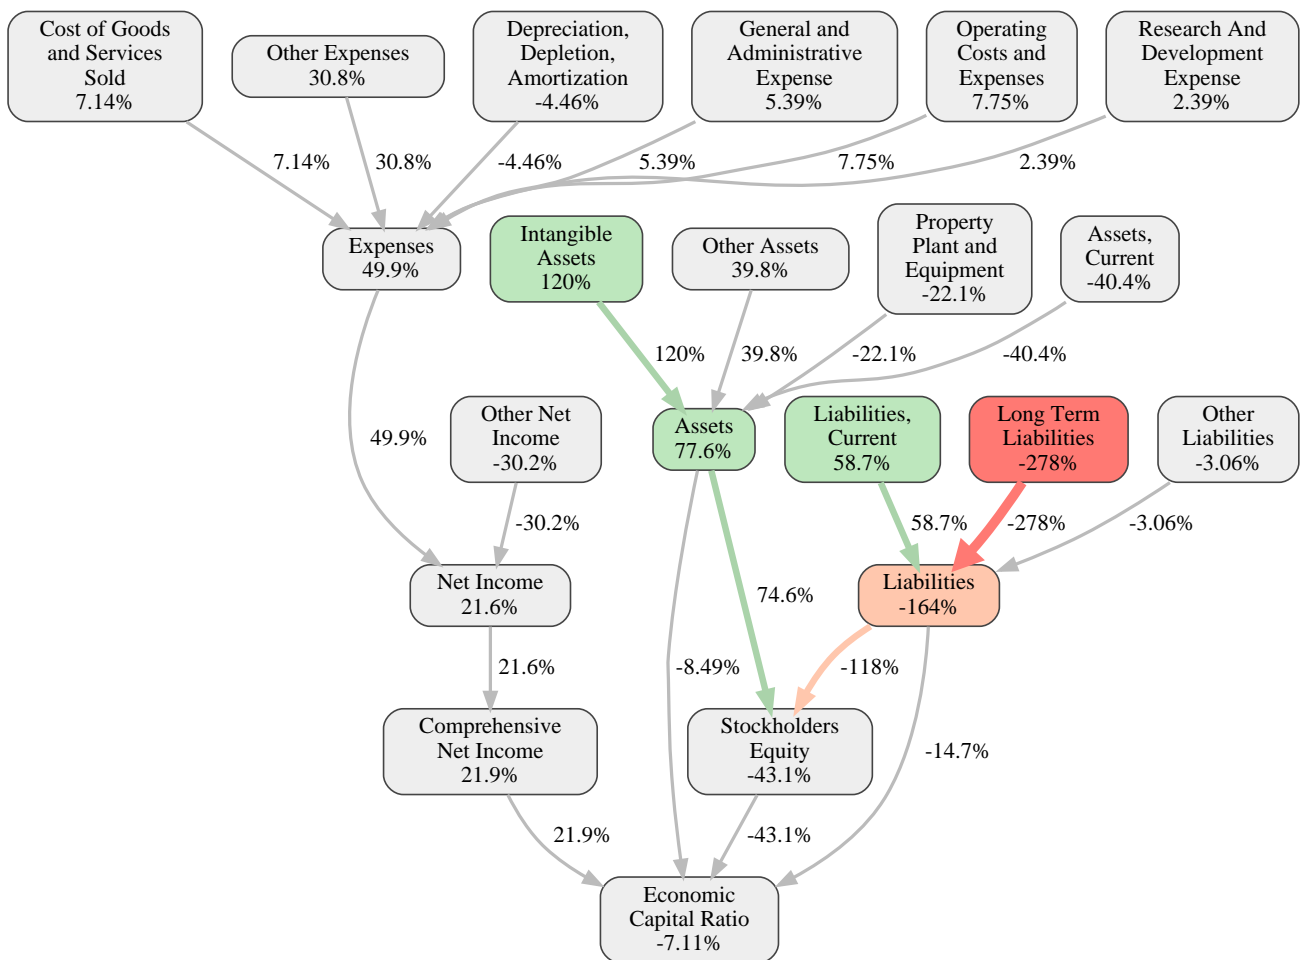 Cost of Goods
and Services
Sold
7.14%
Other Expenses
30.8%
Depreciation,
Depletion,
Amortization
-4.46%
General and
Administrative
Expense
5.39%
Operating
Costs and
Expenses
7.75%
Research And
Development
Expense
2.39%
7.14%
30.8%
-4.46%
5.39%
7.75%
2.39%
Expenses
49.9%
Intangible
Assets
120%
Other Assets
39.8%
Property
Plant and
Equipment
-22.1%
Assets,
Current
-40.4%
120%
39.8%
-22.1%
-40.4%
49.9%
Other Net
Income
-30.2%
Assets
77.6%
Liabilities,
Current
58.7%
Long Term
Liabilities
-278%
Other
Liabilities
-3.06%
-30.2%
58.7%
-278%
-3.06%
Net Income
21.6%
74.6%
Liabilities
-164%
21.6%
-8.49%
-118%
Comprehensive
Net Income
21.9%
Stockholders
Equity
-43.1%
-14.7%
21.9%
-43.1%
Economic
Capital Ratio
-7.11%